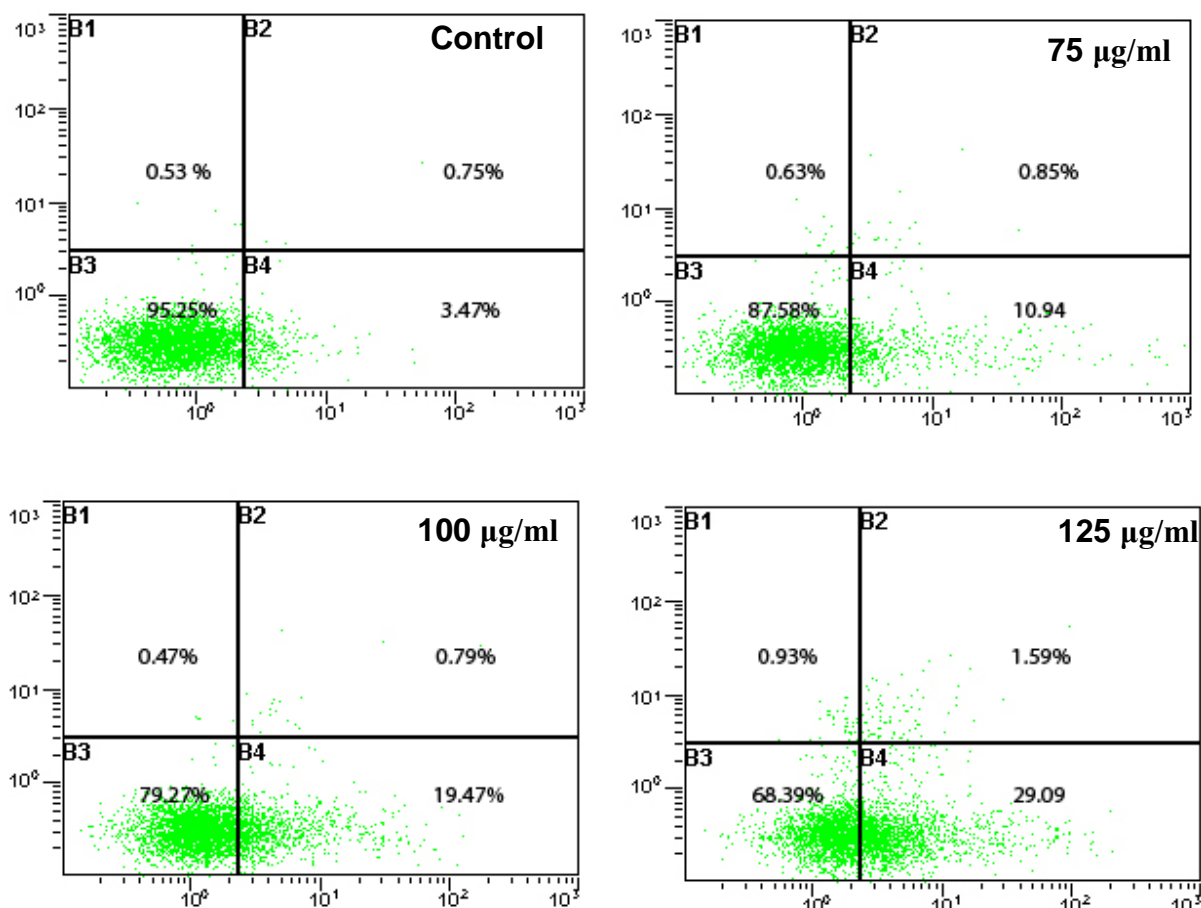 10³ B1 B2 Control
10²
0.53 % 0.75%
10¹
B3 B4
10⁰ 95.25% 3.47%
10⁰ 10¹ 10² 10³
10³ B1 B2 75 μg/ml
10²
0.63% 0.85%
10¹
B3 B4
10⁰ 87.58% 10.94
10⁰ 10¹ 10² 10³
10³ B1 B2 100 μg/ml
10²
0.47% 0.79%
10¹
B3 B4
10⁰ 79.27% 19.47%
10⁰ 10¹ 10² 10³
10³ B1 B2 125 μg/ml
10²
0.93% 1.59%
10¹
B3 B4
10⁰ 68.39% 29.09
10⁰ 10¹ 10² 10³